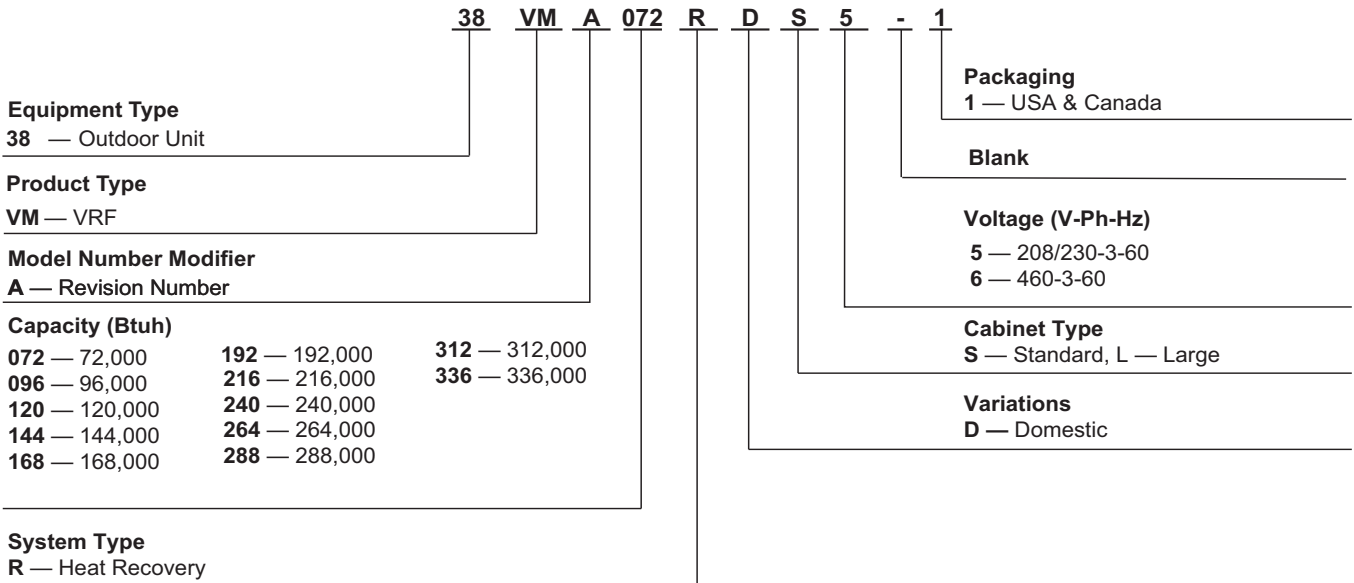 38 VM A 072 R D S 5 - 1
Equipment Type
38 — Outdoor Unit
Product Type
VM — VRF
Model Number Modifier
A — Revision Number
Capacity (Btuh)
072 — 72,000
096 — 96,000
120 — 120,000
144 — 144,000
168 — 168,000
192 — 192,000
216 — 216,000
240 — 240,000
264 — 264,000
288 — 288,000
312 — 312,000
336 — 336,000
System Type
R — Heat Recovery
Packaging
1 — USA & Canada
Blank
Voltage (V-Ph-Hz)
5 — 208/230-3-60
6 — 460-3-60
Cabinet Type
S — Standard, L — Large
Variations
D — Domestic